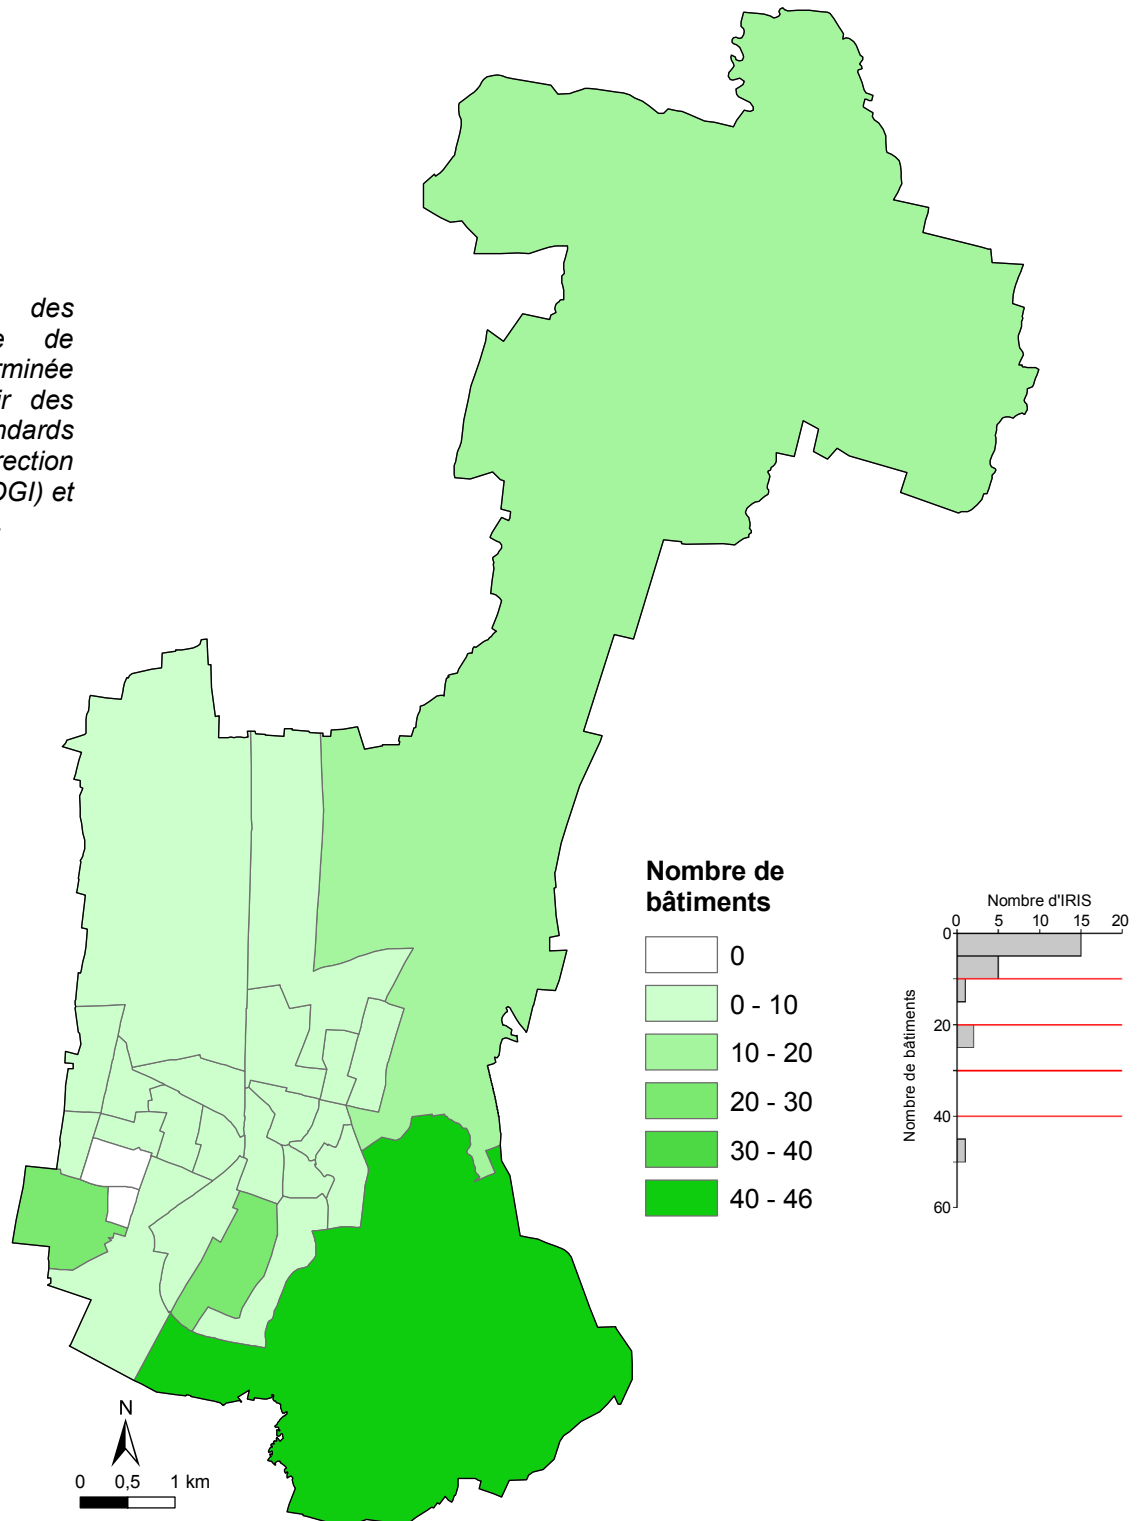 des
de
ir des
ndards
rection
DGI) et
Nombre de
bâtiments
0
0 - 10
10 - 20
20 - 30
30 - 40
40 - 46
Nombre d'IRIS
0 5 10 15 20
0
20
40
60
Nombre de bâtiments
N
0 0,5 1 km